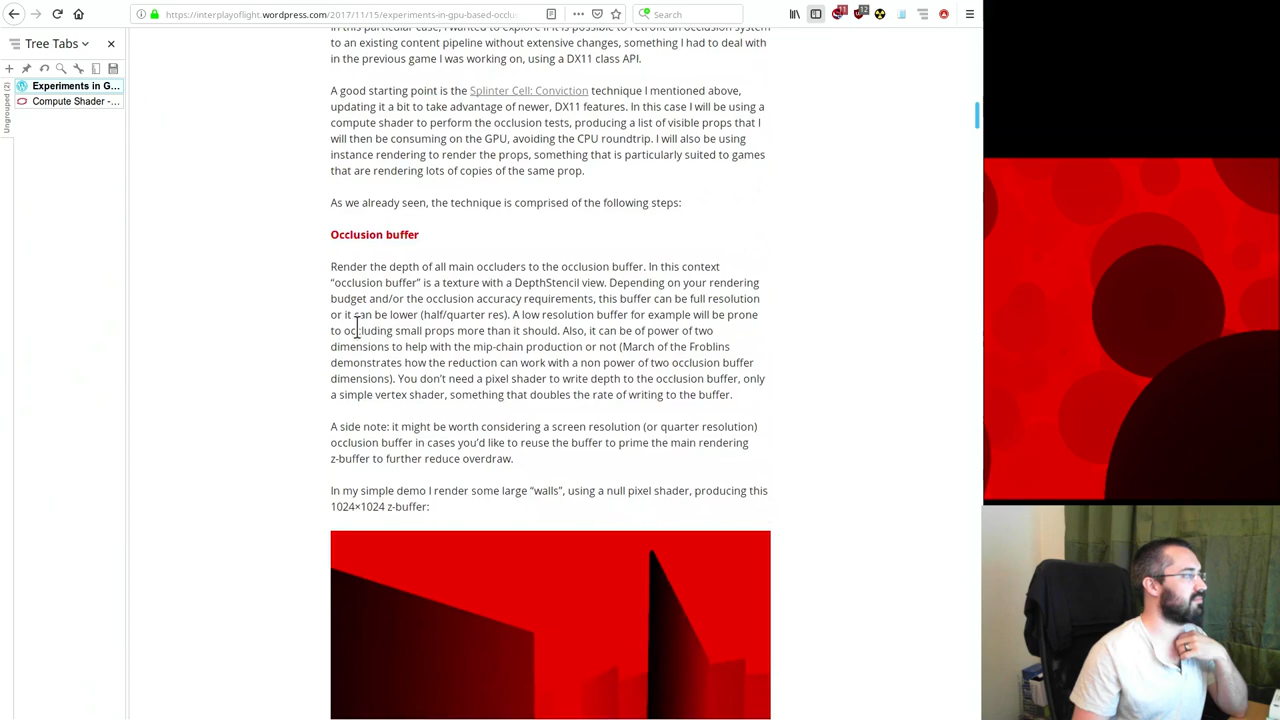 https://interplayoflight.wordpress.com/2017/11/15/experiments-in-gpu-based-occlu
Search
11
12
11
Tree Tabs
Ungrouped (2)
Experiments in G...
Compute Shader -...
In this particular case, I wanted to explore if it is possible to retrofit an occlusion system
to an existing content pipeline without extensive changes, something I had to deal with
in the previous game I was working on, using a DX11 class API.
A good starting point is the Splinter Cell: Conviction technique I mentioned above,
updating it a bit to take advantage of newer, DX11 features. In this case I will be using a
compute shader to perform the occlusion tests, producing a list of visible props that I
will then be consuming on the GPU, avoiding the CPU roundtrip. I will also be using
instance rendering to render the props, something that is particularly suited to games
that are rendering lots of copies of the same prop.
As we already seen, the technique is comprised of the following steps:
Occlusion buffer
Render the depth of all main occluders to the occlusion buffer. In this context
“occlusion buffer” is a texture with a DepthStencil view. Depending on your rendering
budget and/or the occlusion accuracy requirements, this buffer can be full resolution
or it can be lower (half/quarter res). A low resolution buffer for example will be prone
to occluding small props more than it should. Also, it can be of power of two
dimensions to help with the mip-chain production or not (March of the Froblins
demonstrates how the reduction can work with a non power of two occlusion buffer
dimensions). You don’t need a pixel shader to write depth to the occlusion buffer, only
a simple vertex shader, something that doubles the rate of writing to the buffer.
A side note: it might be worth considering a screen resolution (or quarter resolution)
occlusion buffer in cases you’d like to reuse the buffer to prime the main rendering
z-buffer to further reduce overdraw.
In my simple demo I render some large “walls”, using a null pixel shader, producing this
1024×1024 z-buffer: